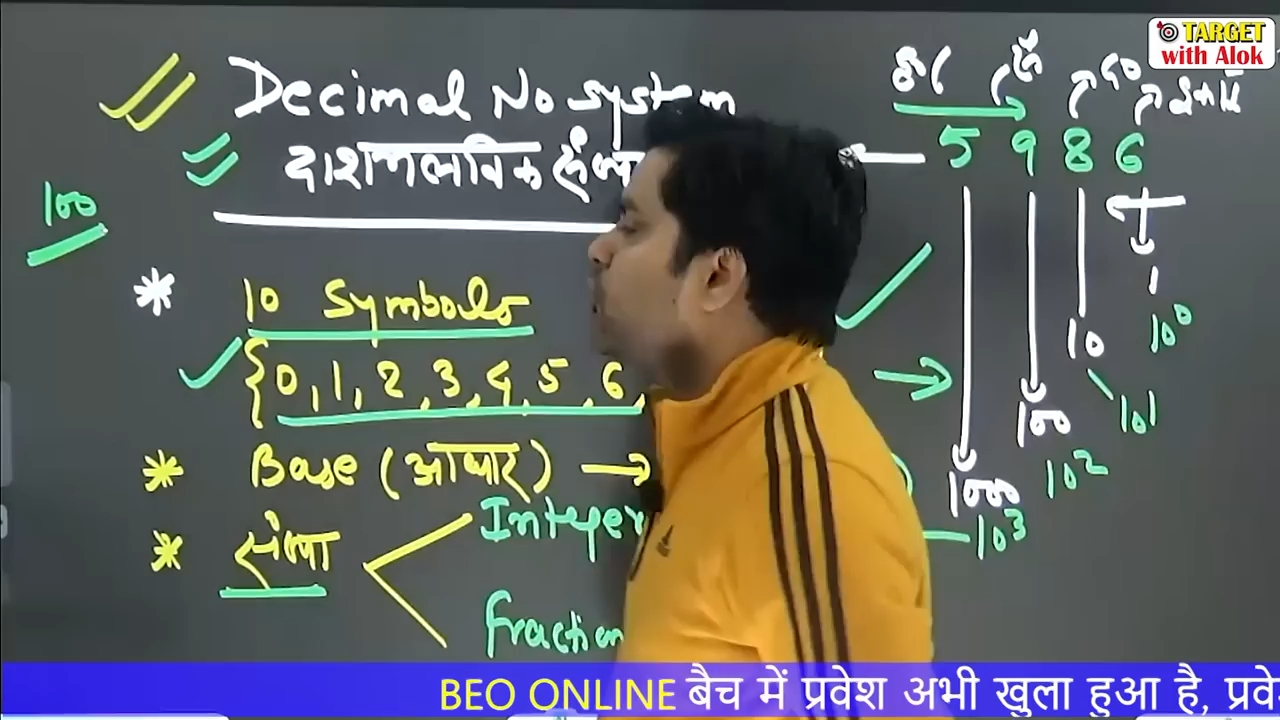 TARGET
with Alok
Decimal No system
दाशमलविक
5 9 8 6
100
* 10 Symbols
{0, 1, 2, 3, 4, 5, 6,
1
10
100
1000
10⁰
10¹
10²
10³
* Base (आधार) →
* संख्या
Integer
fraction
BEO ONLINE बैच में प्रवेश अभी खुला हुआ है, प्रवे